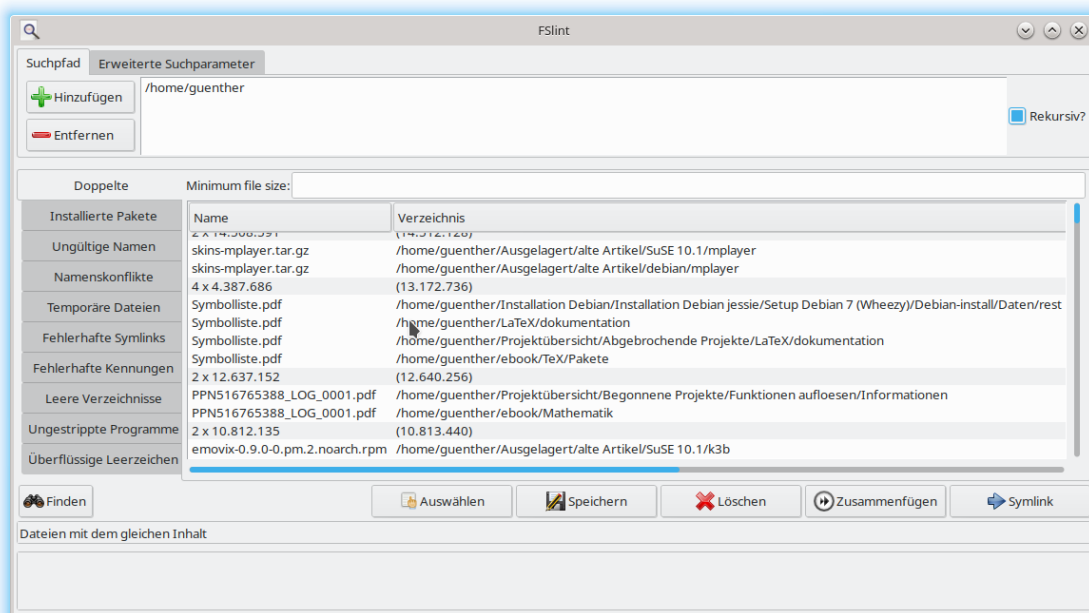 FSlint
Suchpfad Erweiterte Suchparameter
Hinzufügen
/home/guenther
Rekursiv?
Entfernen
Doppelte
Minimum file size:
Installierte Pakete
Ungültige Namen
Namenskonflikte
Temporäre Dateien
Fehlerhafte Symlinks
Fehlerhafte Kennungen
Leere Verzeichnisse
Ungestrippte Programme
Überflüssige Leerzeichen
Name Verzeichnis
2 x 14.508.591 (14.512.128)
skins-mplayer.tar.gz /home/guenther/Ausgelagert/alte Artikel/SuSE 10.1/mplayer
skins-mplayer.tar.gz /home/guenther/Ausgelagert/alte Artikel/debian/mplayer
4 x 4.387.686 (13.172.736)
Symbolliste.pdf /home/guenther/Installation Debian/Installation Debian jessie/Setup Debian 7 (Wheezy)/Debian-install/Daten/rest
Symbolliste.pdf /home/guenther/LaTeX/dokumentation
Symbolliste.pdf /home/guenther/Projektübersicht/Abgebrochende Projekte/LaTeX/dokumentation
Symbolliste.pdf /home/guenther/ebook/TeX/Pakete
2 x 12.637.152 (12.640.256)
PPN516765388_LOG_0001.pdf /home/guenther/Projektübersicht/Begonnene Projekte/Funktionen aufloesen/Informationen
PPN516765388_LOG_0001.pdf /home/guenther/ebook/Mathematik
2 x 10.812.135 (10.813.440)
emovix-0.9.0-0.pm.2.noarch.rpm /home/guenther/Ausgelagert/alte Artikel/SuSE 10.1/k3b
Finden Auswählen Speichern Löschen Zusammenfügen Symlink
Dateien mit dem gleichen Inhalt